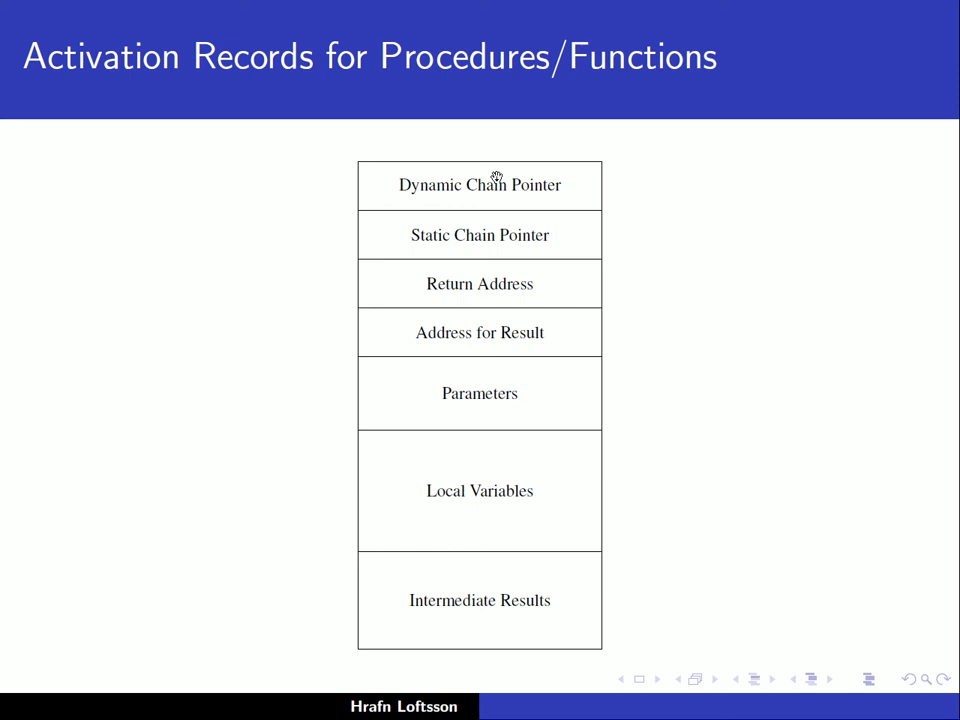 Activation Records for Procedures/Functions
Dynamic Chain Pointer
Static Chain Pointer
Return Address
Address for Result
Parameters
Local Variables
Intermediate Results
Hrafn Loftsson